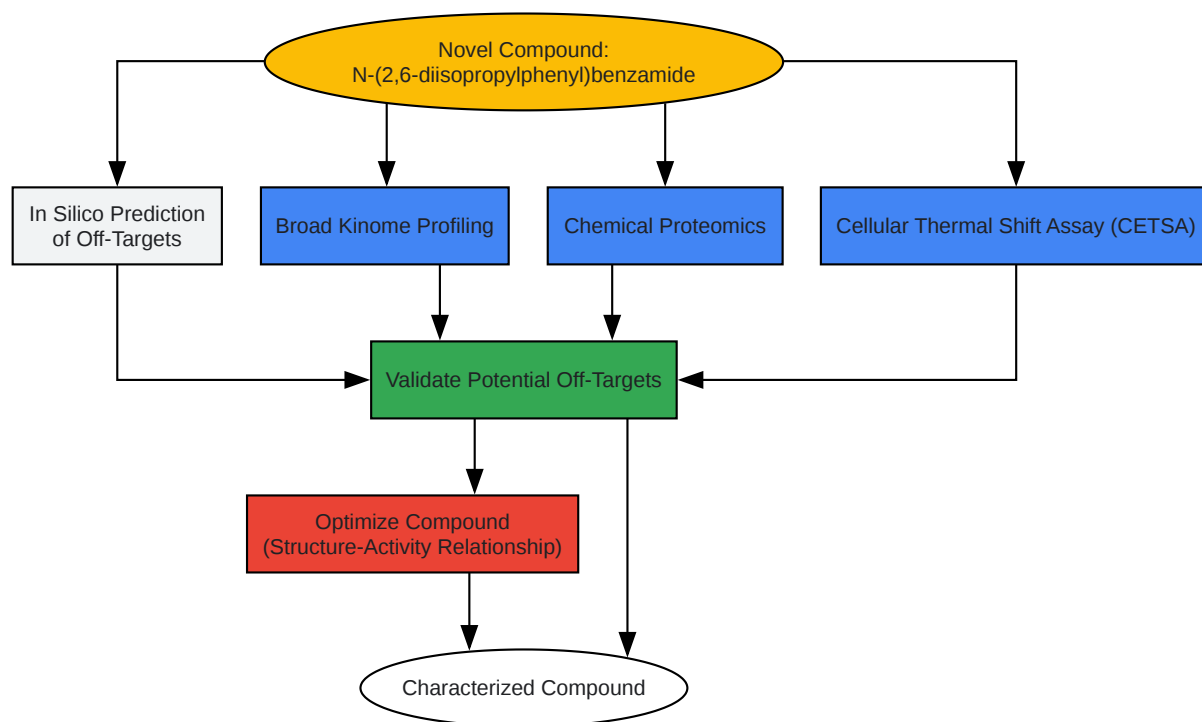 Novel Compound:
N-(2,6-diisopropylphenyl)benzamide
In Silico Prediction
of Off-Targets
Broad Kinome Profiling
Chemical Proteomics
Cellular Thermal Shift Assay (CETSA)
Validate Potential Off-Targets
Optimize Compound
(Structure-Activity Relationship)
Characterized Compound